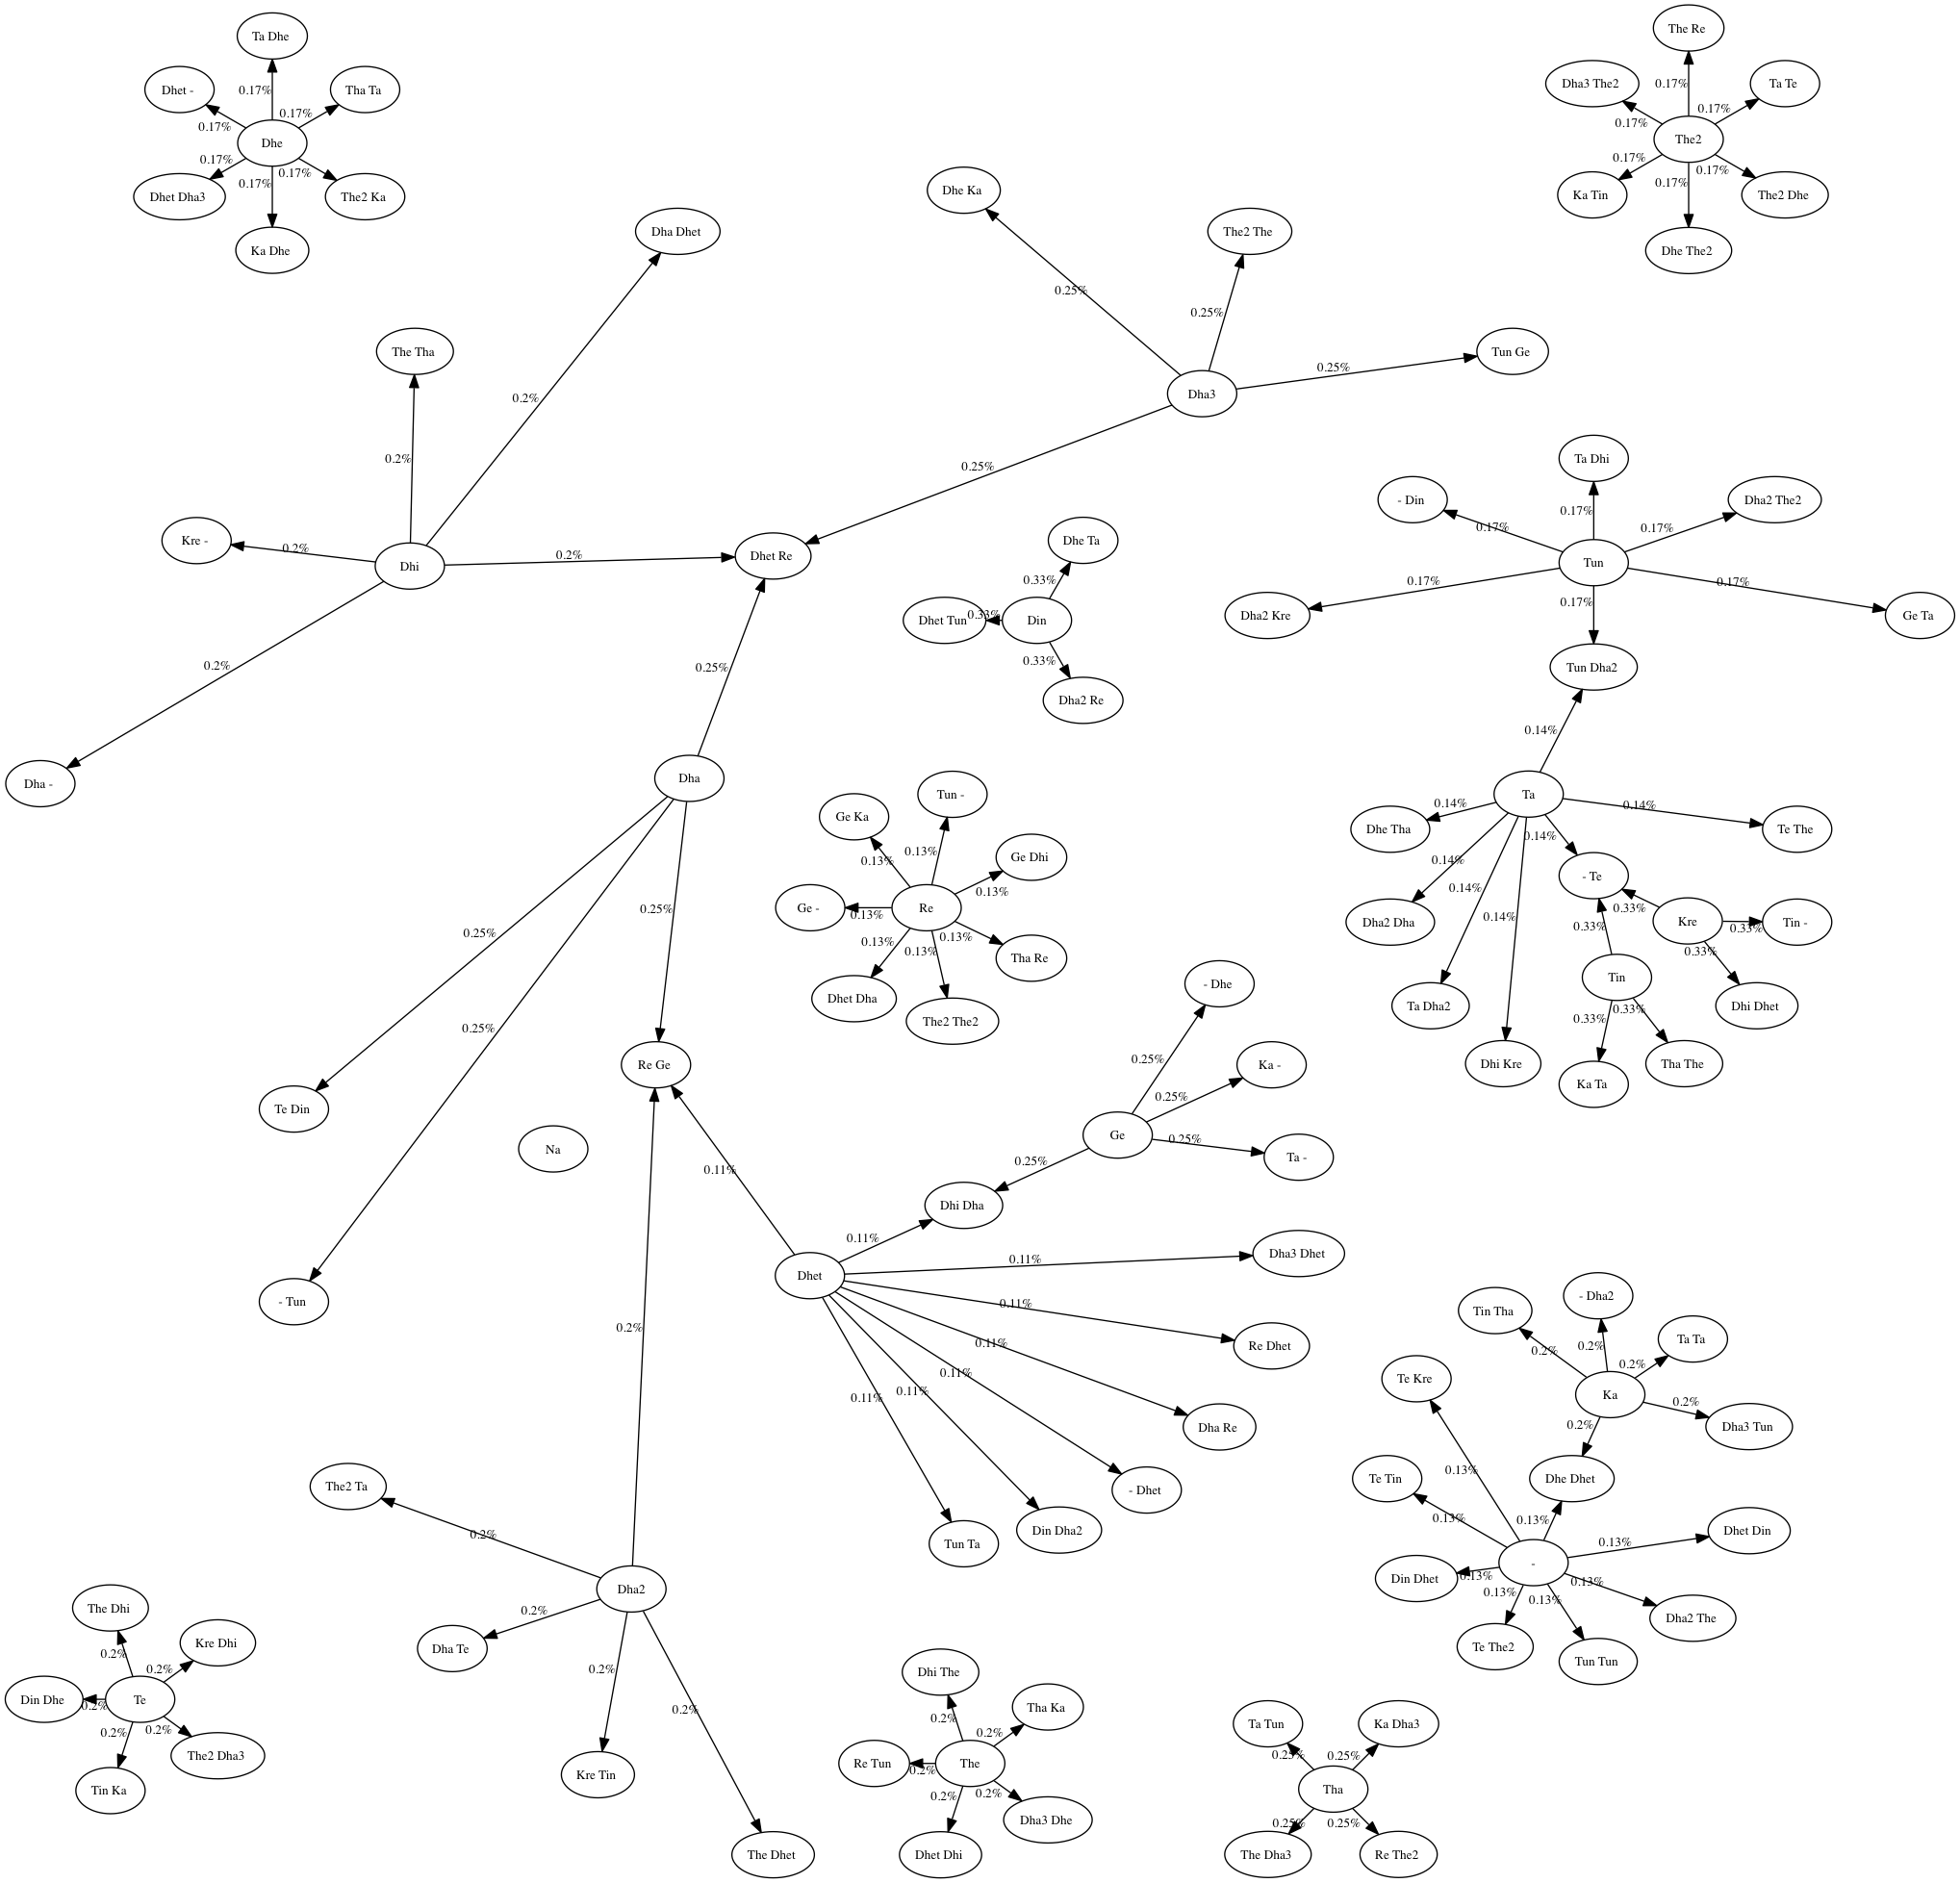 Ta Dhe
Dhet -
Tha Ta
0.17%
0.17%
0.17%
Dhe
0.17%
0.17%
0.17%
Dhet Dha3
The2 Ka
Ka Dhe
The Re
Dha3 The2
Ta Te
0.17%
0.17%
0.17%
The2
0.17%
0.17%
0.17%
Ka Tin
The2 Dhe
Dhe The2
Dha Dhet
The Tha
0.2%
0.2%
Kre -
0.2%
Dhi
0.2%
Dhet Re
0.2%
Dha -
Dhe Ka
The2 The
0.25%
0.25%
Tun Ge
0.25%
Dha3
0.25%
Dhe Ta
0.33%
Dhet Tun
0.33%
Din
0.33%
Dha2 Re
Ta Dhi
- Din
Dha2 The2
0.17%
0.17%
0.17%
Tun
0.17%
0.17%
0.17%
Dha2 Kre
Ge Ta
Tun Dha2
0.14%
Ta
Dhe Tha
0.14%
0.14%
Te The
0.14%
0.14%
0.14%
0.14%
Dha2 Dha
Ta Dha2
Dhi Kre
- Te
0.33%
Kre
0.33%
Tin -
0.33%
0.33%
Tin
Dhi Dhet
0.33%
0.33%
Ka Ta
Tha The
0.25%
Dha
0.25%
0.25%
0.25%
Te Din
- Tun
Re Ge
Na
Tun -
Ge Ka
Ge Dhi
0.13%
0.13%
0.13%
Ge -
0.13%
Re
0.13%
0.13%
0.13%
Tha Re
Dhet Dha
The2 The2
- Dhe
Ka -
0.25%
0.25%
Ge
0.25%
Ta -
0.25%
Dhi Dha
0.11%
0.11%
Dhet
0.11%
Dha3 Dhet
0.11%
Re Dhet
0.11%
Dha Re
0.11%
- Dhet
0.11%
Din Dha2
0.11%
Tun Ta
0.2%
The2 Ta
0.2%
Dha2
0.2%
Dha Te
0.2%
Kre Tin
0.2%
The Dhet
- Dha2
Tin Tha
Ta Ta
0.2%
0.2%
0.2%
Ka
0.2%
Dha3 Tun
0.2%
Te Kre
Dhe Dhet
0.13%
Te Tin
0.13%
0.13%
Dhet Din
0.13%
-
Din Dhet
0.13%
0.13%
0.13%
0.13%
Dha2 The
Te The2
Tun Tun
The Dhi
Kre Dhi
0.2%
0.2%
Din Dhe
0.2%
Te
0.2%
0.2%
The2 Dha3
Tin Ka
Dhi The
Tha Ka
0.2%
0.2%
Re Tun
0.2%
The
0.2%
0.2%
Dha3 Dhe
Dhet Dhi
Ta Tun
Ka Dha3
0.25%
0.25%
Tha
0.25%
0.25%
The Dha3
Re The2